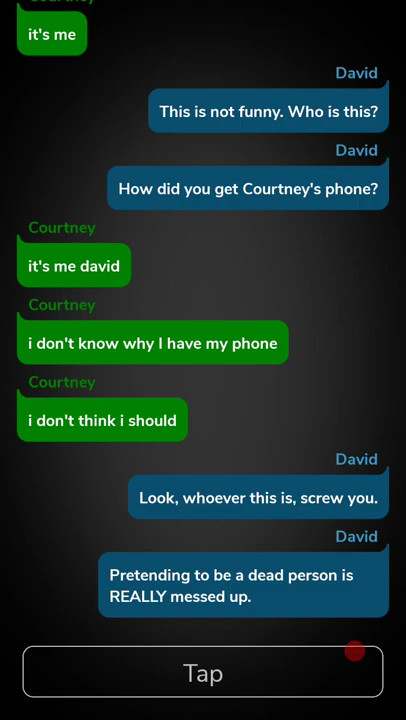 Courtney
it's me
David
This is not funny. Who is this?
David
How did you get Courtney's phone?
Courtney
it's me david
Courtney
i don't know why I have my phone
Courtney
i don't think i should
David
Look, whoever this is, screw you.
David
Pretending to be a dead person is
REALLY messed up.
Tap